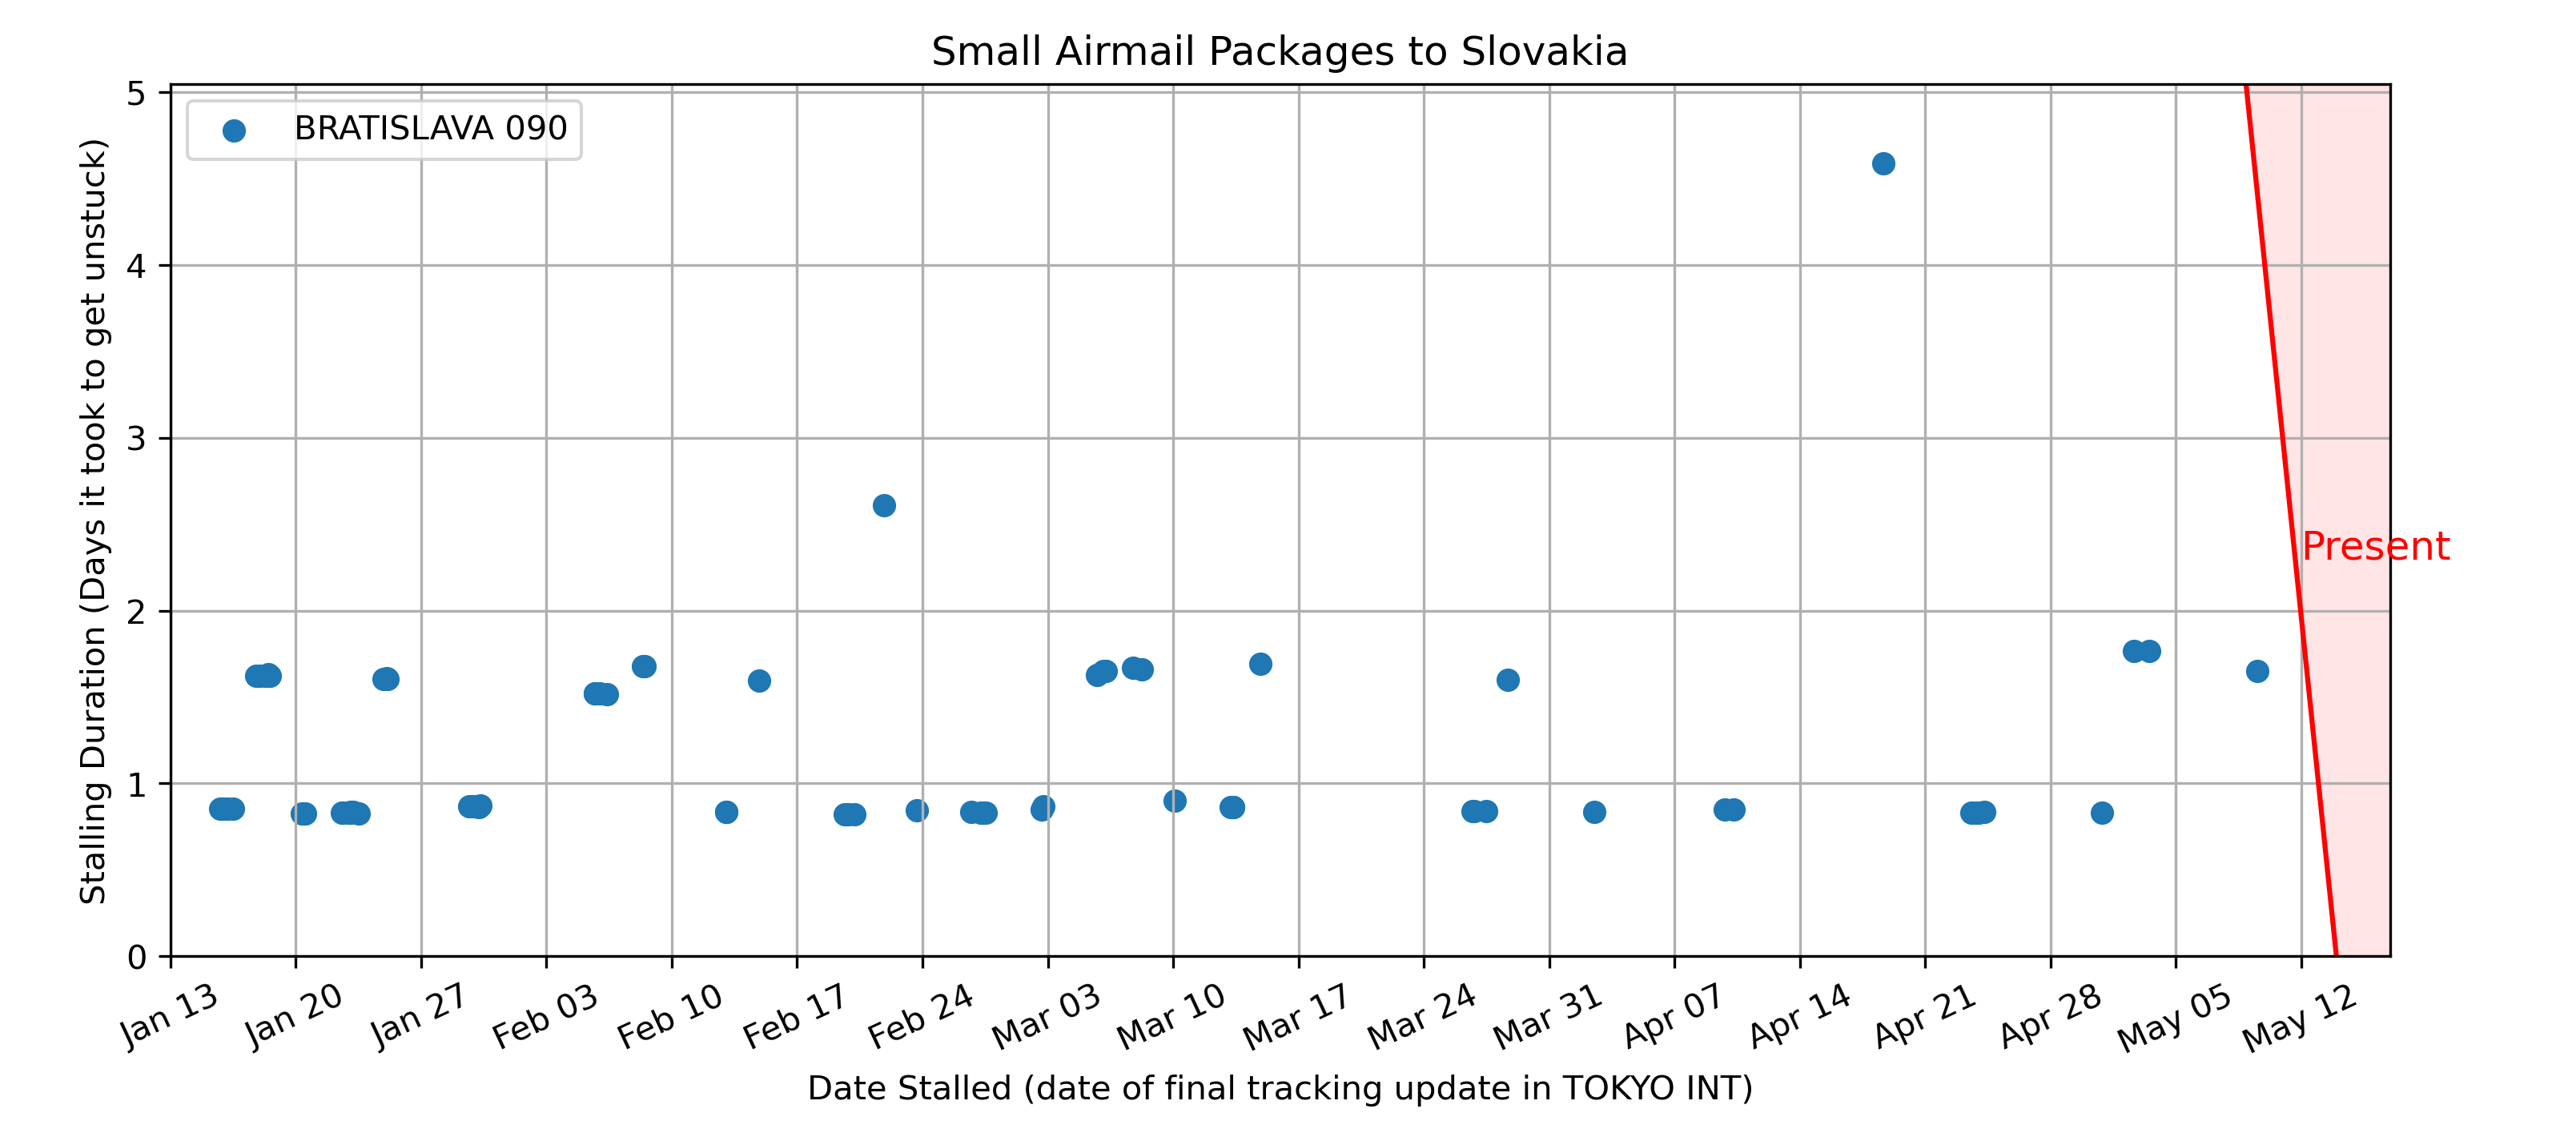 Small Airmail Packages to Slovakia
BRATISLAVA 090
Stalling Duration (Days it took to get unstuck)
5
4
3
2
1
0
Present
Jan 13
Jan 20
Jan 27
Feb 03
Feb 10
Feb 17
Feb 24
Mar 03
Mar 10
Mar 17
Mar 24
Mar 31
Apr 07
Apr 14
Apr 21
Apr 28
May 05
May 12
Date Stalled (date of final tracking update in TOKYO INT)